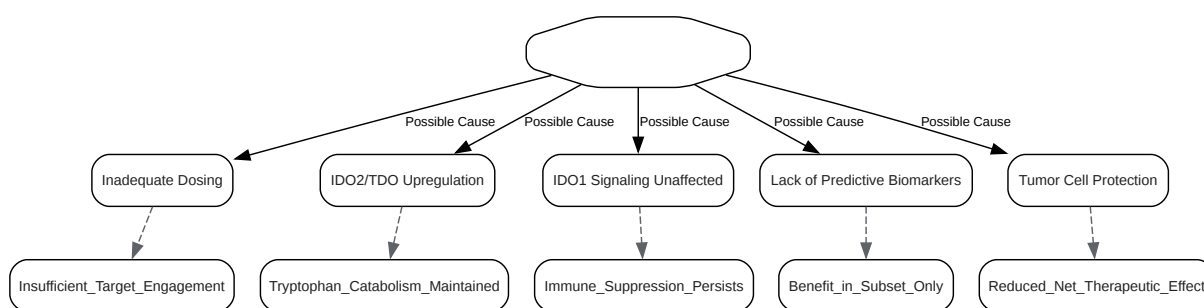 Possible Cause
Possible Cause
Possible Cause
Possible Cause
Possible Cause
Inadequate Dosing
IDO2/TDO Upregulation
IDO1 Signaling Unaffected
Lack of Predictive Biomarkers
Tumor Cell Protection
Insufficient_Target_Engagement
Tryptophan_Catabolism_Maintained
Immune_Suppression_Persists
Benefit_in_Subset_Only
Reduced_Net_Therapeutic_Effect